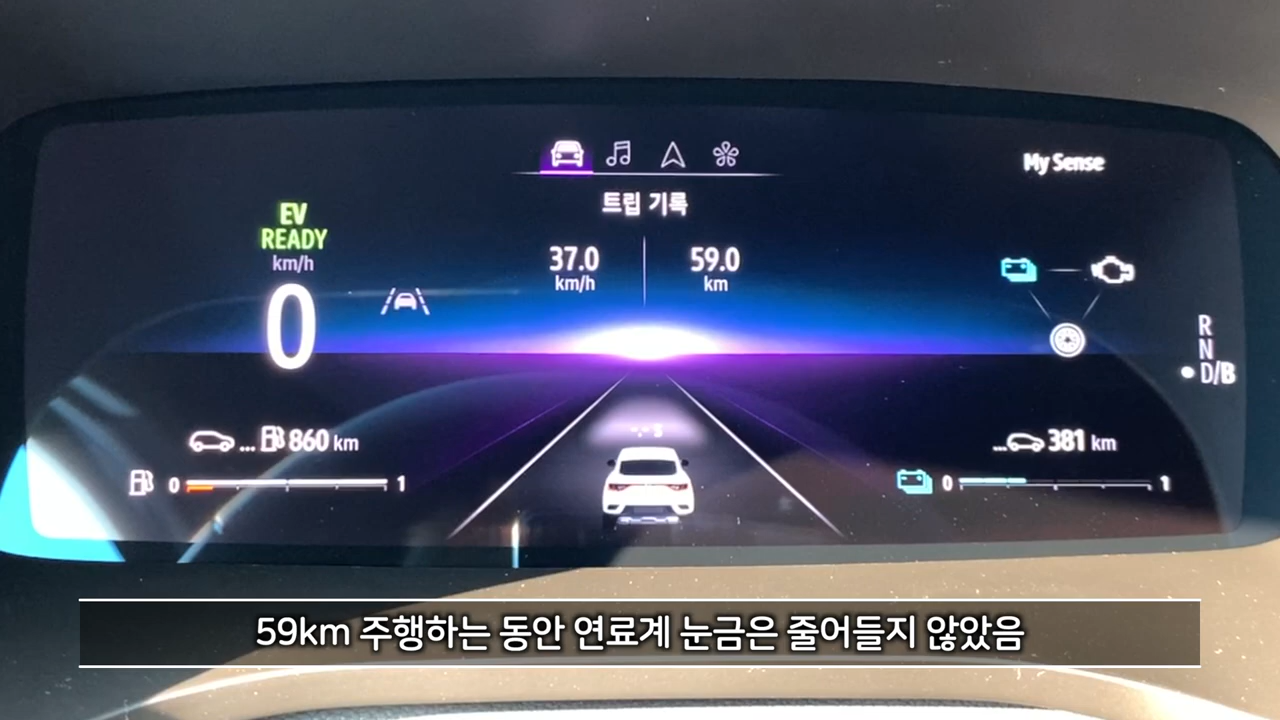 My Sense
트립 기록
EV
READY
km/h
0
37.0
km/h
59.0
km
R
N
D/B
... 860 km
0 1
...381 km
0 1
59km 주행하는 동안 연료계 눈금은 줄어들지 않았음